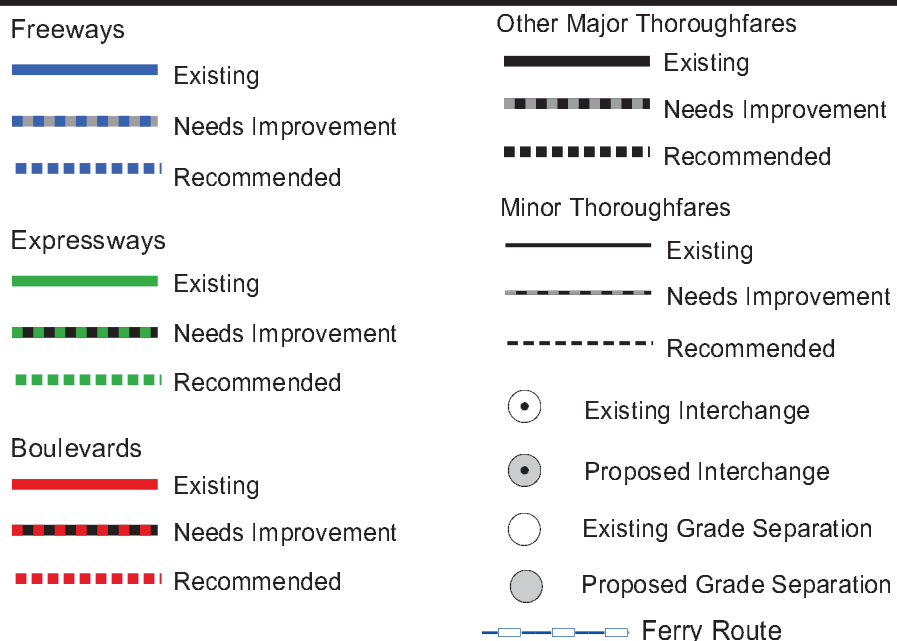 Freeways
Existing
Needs Improvement
Recommended
Expressways
Existing
Needs Improvement
Recommended
Boulevards
Existing
Needs Improvement
Recommended
Other Major Thoroughfares
Existing
Needs Improvement
Recommended
Minor Thoroughfares
Existing
Needs Improvement
Recommended
Existing Interchange
Proposed Interchange
Existing Grade Separation
Proposed Grade Separation
Ferry Route